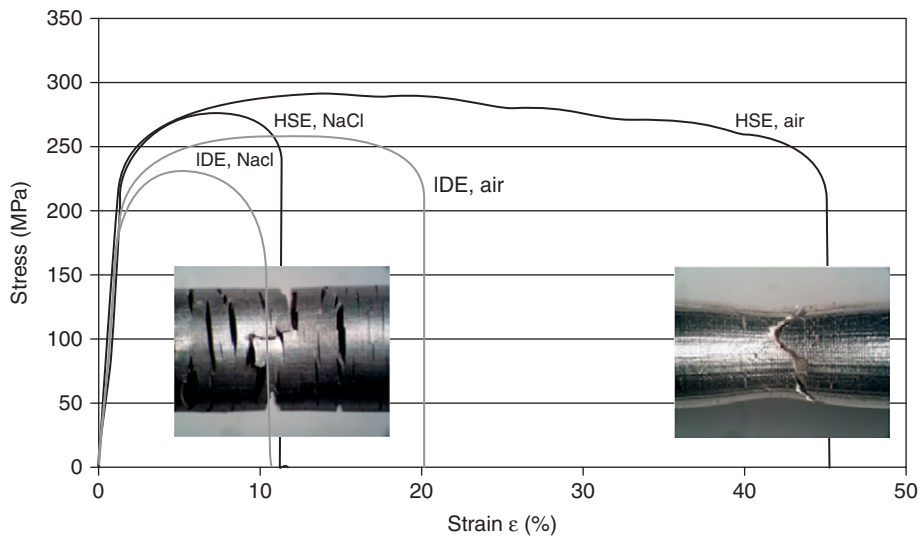 350
300
250
200
150
100
50
0
Stress (MPa)
HSE, NaCl
HSE, air
IDE, Nacl
IDE, air
0 10 20 30 40 50
Strain ε (%)